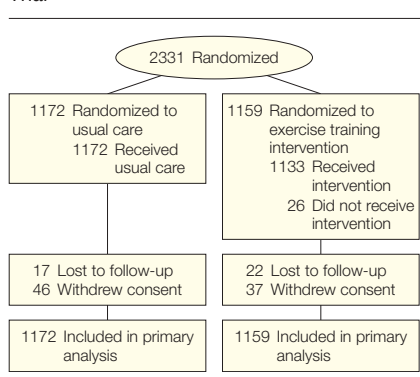 Trial
2331 Randomized
1172 Randomized to
usual care
1172 Received
usual care
1159 Randomized to
exercise training
intervention
1133 Received
intervention
26 Did not receive
intervention
17 Lost to follow-up
46 Withdrew consent
22 Lost to follow-up
37 Withdrew consent
1172 Included in primary
analysis
1159 Included in primary
analysis